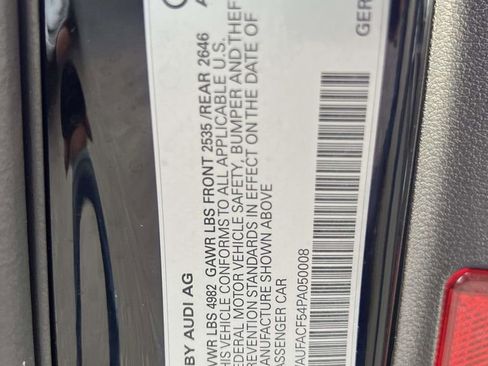 GER
BY AUDI AG
GVWR LBS 4982 GAWR LBS FRONT 2535 /REAR 2646
THIS VEHICLE CONFORMS TO ALL APPLICABLE U.S.
FEDERAL MOTOR VEHICLE SAFETY, BUMPER AND THEFT
PREVENTION STANDARDS IN EFFECT ON THE DATE OF
MANUFACTURE SHOWN ABOVE
PASSENGER CAR
WAUFACF54PA050008